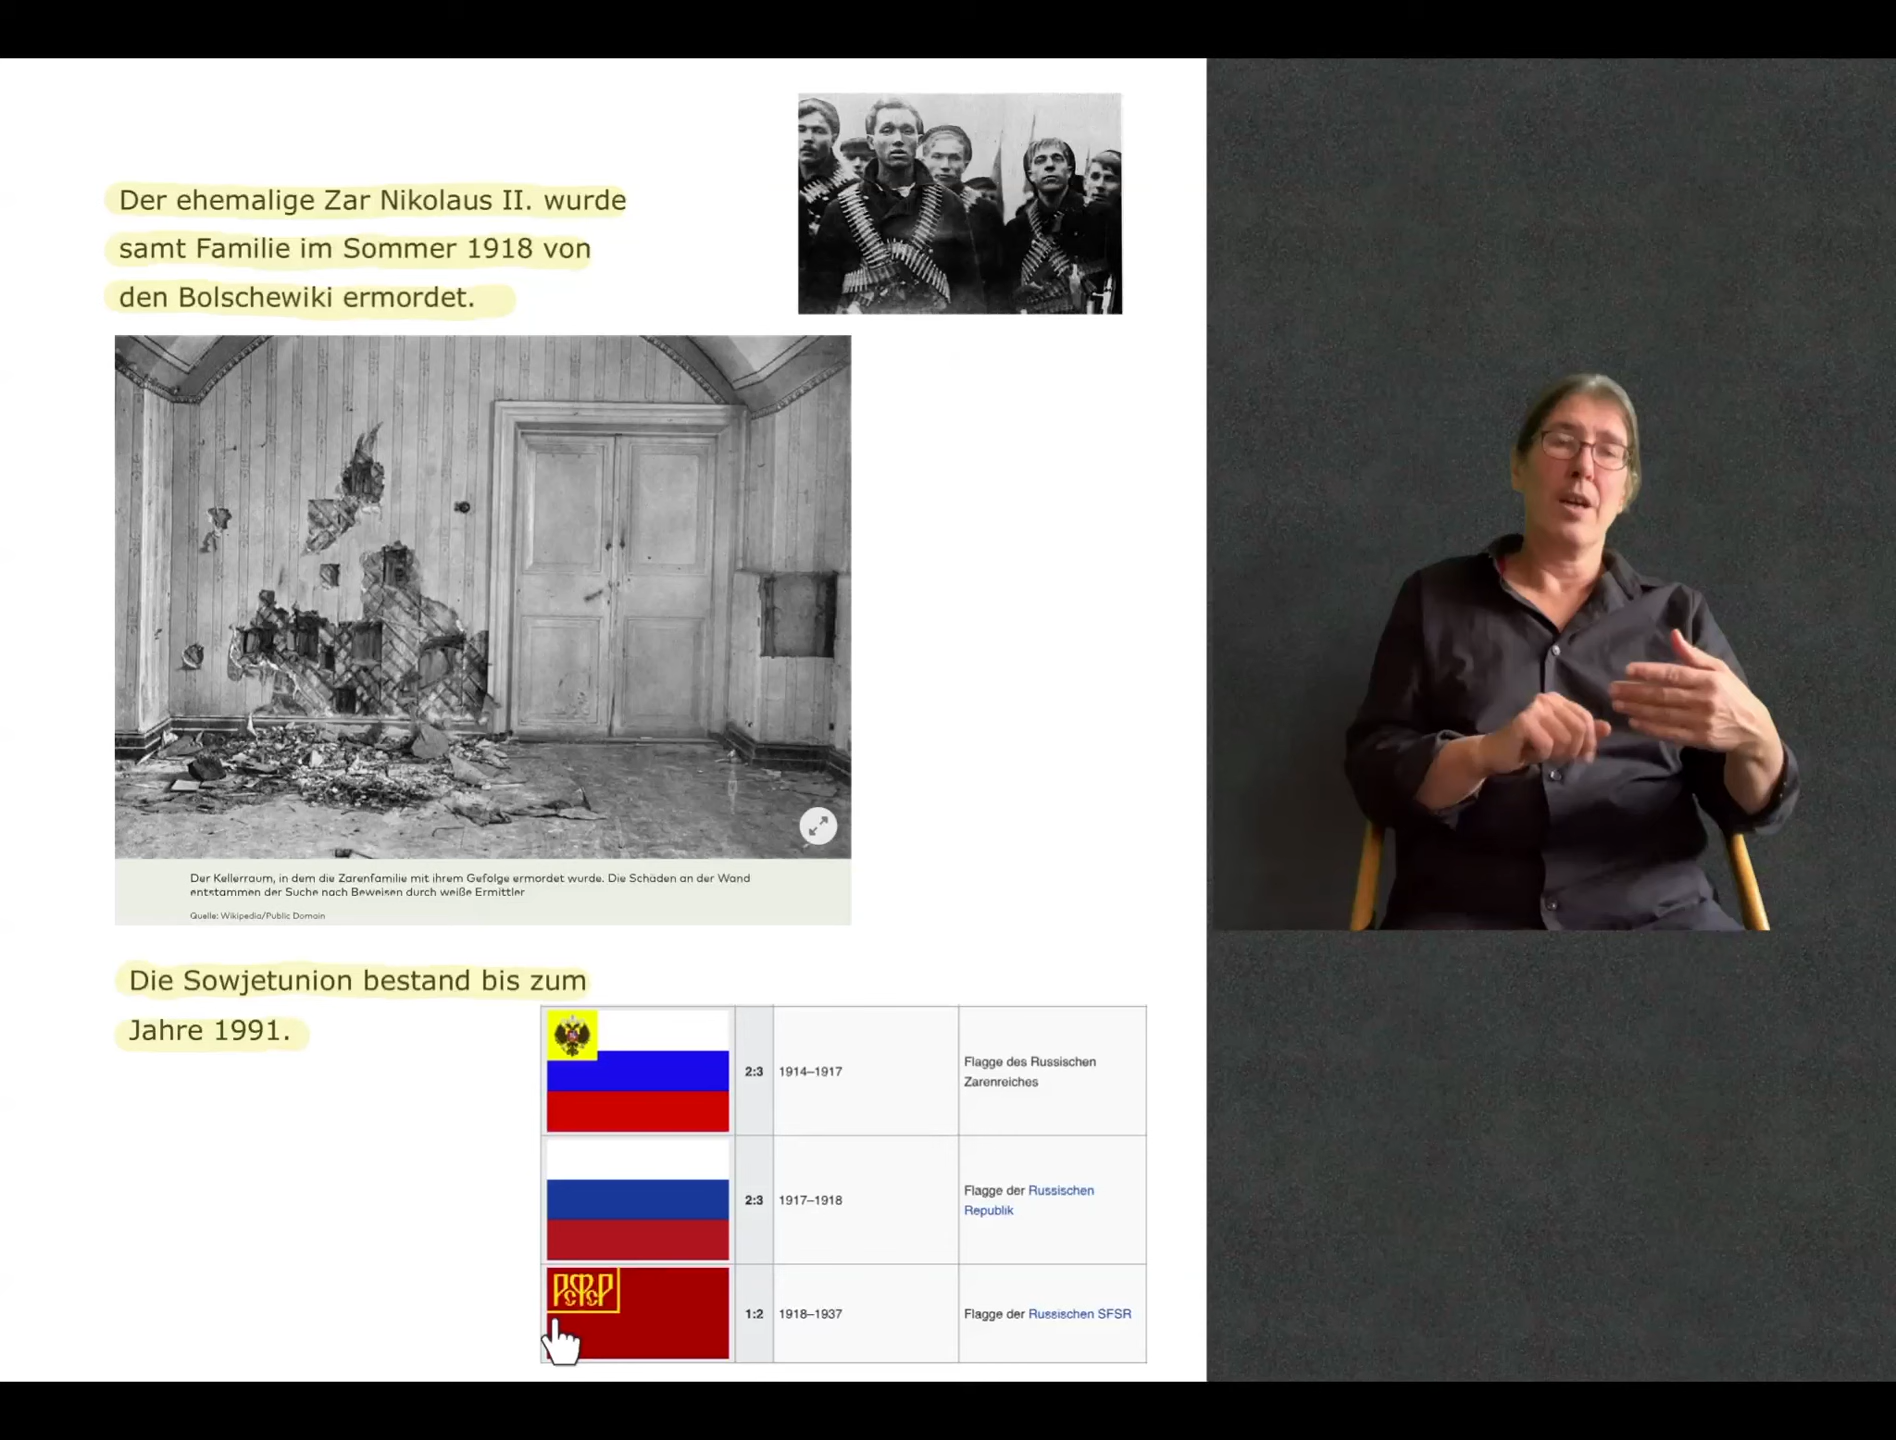 Der ehemalige Zar Nikolaus II. wurde
samt Familie im Sommer 1918 von
den Bolschewiki ermordet.
Der Kellerraum, in dem die Zarenfamilie mit ihrem Gefolge ermordet wurde. Die Schäden an der Wand
entstammen der Suche nach Beweisen durch weiße Ermittler
Quelle: Wikipedia/Public Domain
Die Sowjetunion bestand bis zum
Jahre 1991.
2:3 1914–1917 Flagge des Russischen
Zarenreiches
2:3 1917–1918 Flagge der Russischen
Republik
РСФСР
1:2 1918–1937 Flagge der Russischen SFSR